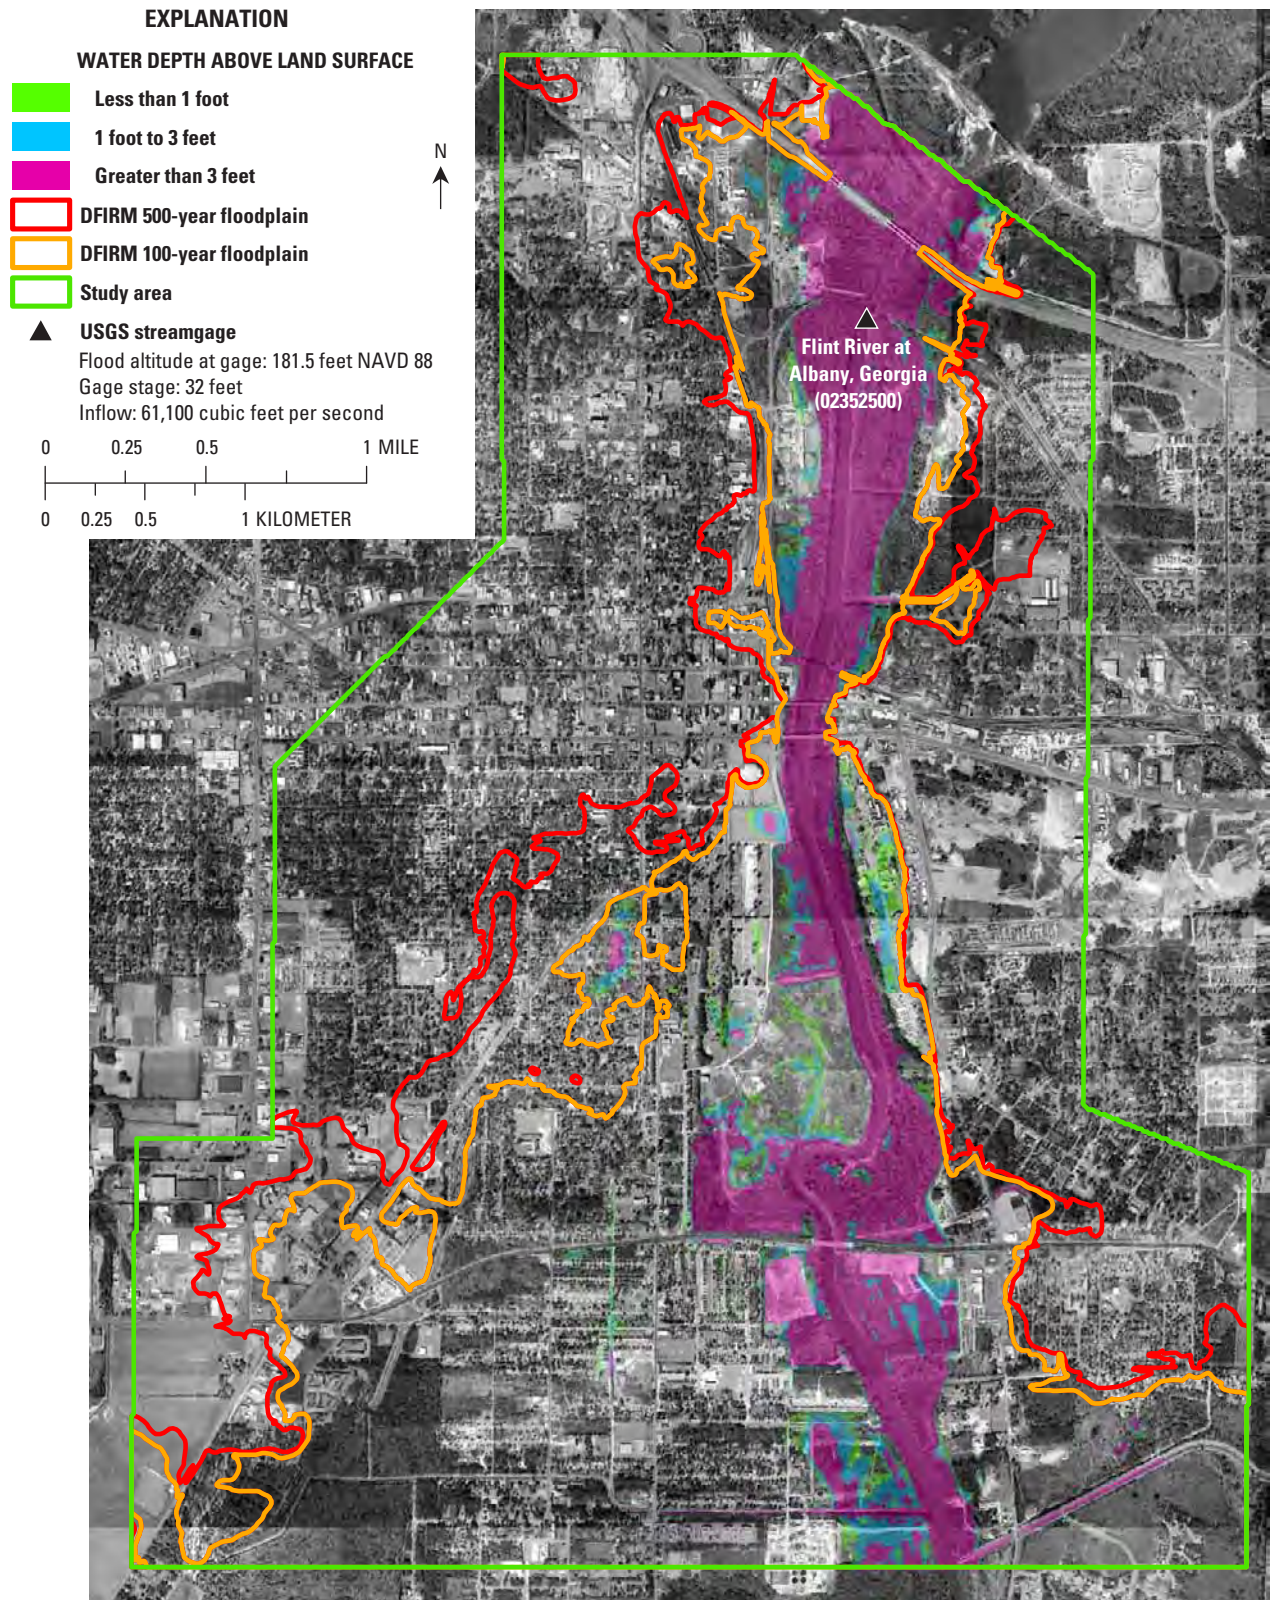 EXPLANATION
WATER DEPTH ABOVE LAND SURFACE
Less than 1 foot
1 foot to 3 feet
Greater than 3 feet
DFIRM 500-year floodplain
DFIRM 100-year floodplain
Study area
USGS streamgage
Flood altitude at gage: 181.5 feet NAVD 88
Gage stage: 32 feet
Inflow: 61,100 cubic feet per second
N
0 0.25 0.5 1 MILE
0 0.25 0.5 1 KILOMETER
Flint River at
Albany, Georgia
(02352500)